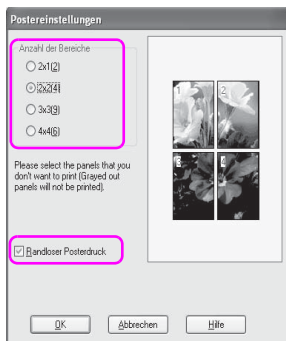 Postereinstellungen
Anzahl der Bereiche
2x1(2)
2x2(4)
3x3(9)
4x4(6)
Please select the panels that you
don't want to print (Grayed out
panels will not be printed).
Randloser Posterdruck
1 2
3 4
OK Abbrechen Hilfe